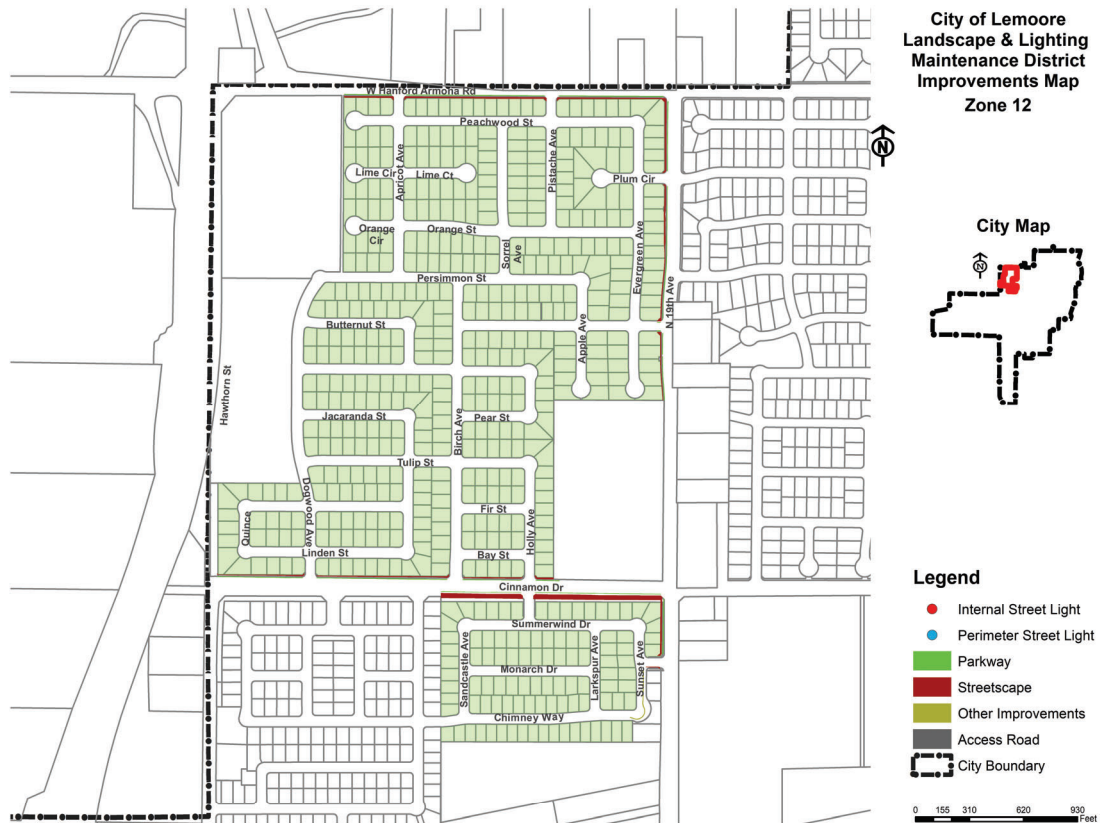 City of Lemoore
Landscape & Lighting
Maintenance District
Improvements Map
Zone 12
N
W Hanford Armona Rd
Peachwood St
Apricot Ave
Lime Cir
Lime Ct
Pistache Ave
Plum Cir
Orange
Cir
Orange St
Sorrel
Ave
Evergreen Ave
Persimmon St
N 19th Ave
Butternut St
Apple Ave
Hawthorn St
Jacaranda St
Birch Ave
Pear St
Tulip St
Dogwood Ave
Quince
Fir St
Holly Ave
Linden St
Bay St
Cinnamon Dr
Summerwind Dr
Sandcastle Ave
Monarch Dr
Larkspur Ave
Sunset Ave
Chimney Way
City Map
N
Legend
Internal Street Light
Perimeter Street Light
Parkway
Streetscape
Other Improvements
Access Road
City Boundary
0 155 310 620 930
Feet